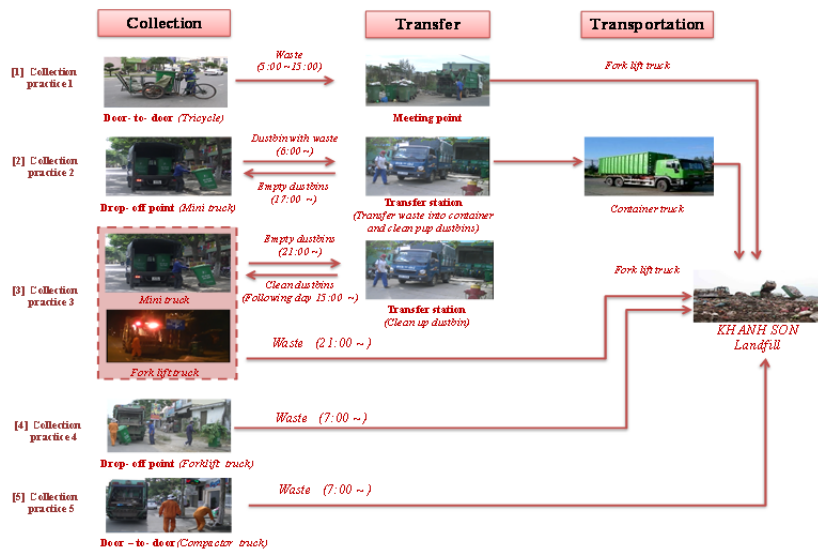 Collection
Transfer
Transportation
[1] Collection
practice 1
Waste
(5:00~15:00)
Fork lift truck
Door- to- door (Tricycle)
Meeting point
[2] Collection
practice 2
Dustbin with waste
(6:00 ~)
Empty dustbins
(17:00 ~)
Drop- off point (Mini truck)
Transfer station
(Transfer waste into container
and clean pup dustbins)
Container truck
[3] Collection
practice 3
Empty dustbins
(21:00 ~)
Clean dustbins
(Following day 15:00 ~)
Mini truck
Transfer station
(Clean up dustbin)
Fork lift truck
Waste (21:00 ~)
Fork lift truck
KHANH SON
Landfill
[4] Collection
practice 4
Waste (7:00 ~)
Drop- off point (Forklift truck)
[5] Collection
practice 5
Waste (7:00 ~)
Door – to- door (Compactor truck)